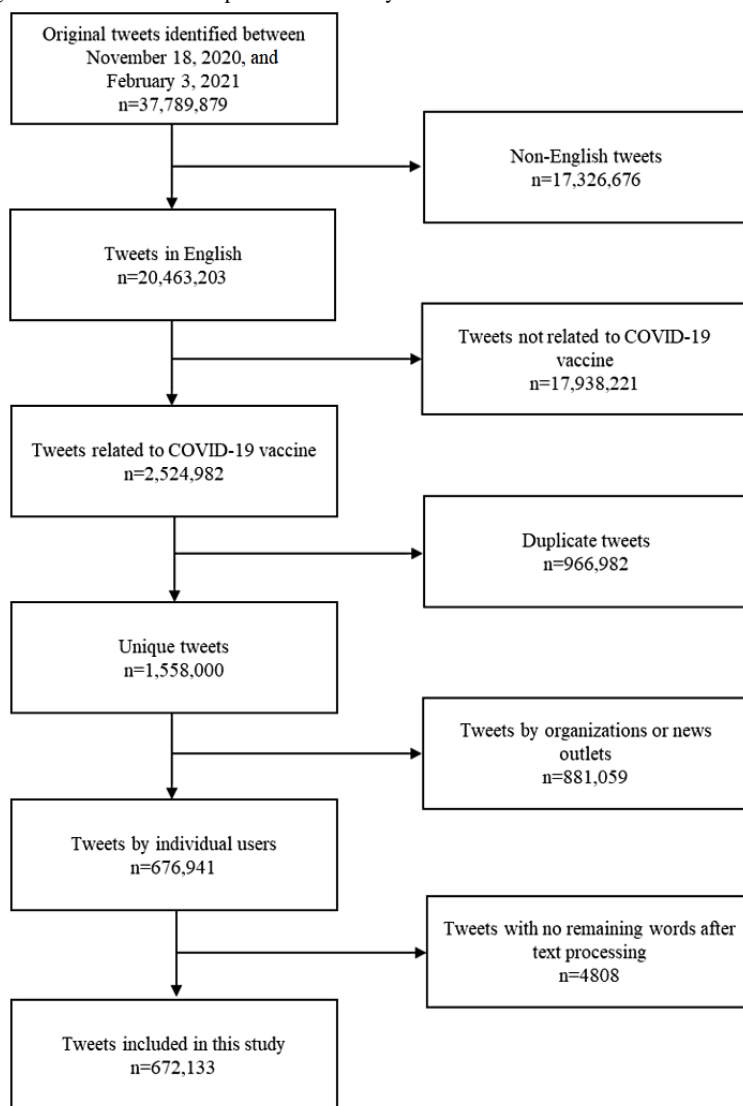 Original tweets identified between
November 18, 2020, and
February 3, 2021
n=37,789,879
Non-English tweets
n=17,326,676
Tweets in English
n=20,463,203
Tweets not related to COVID-19
vaccine
n=17,938,221
Tweets related to COVID-19 vaccine
n=2,524,982
Duplicate tweets
n=966,982
Unique tweets
n=1,558,000
Tweets by organizations or news
outlets
n=881,059
Tweets by individual users
n=676,941
Tweets with no remaining words after
text processing
n=4808
Tweets included in this study
n=672,133